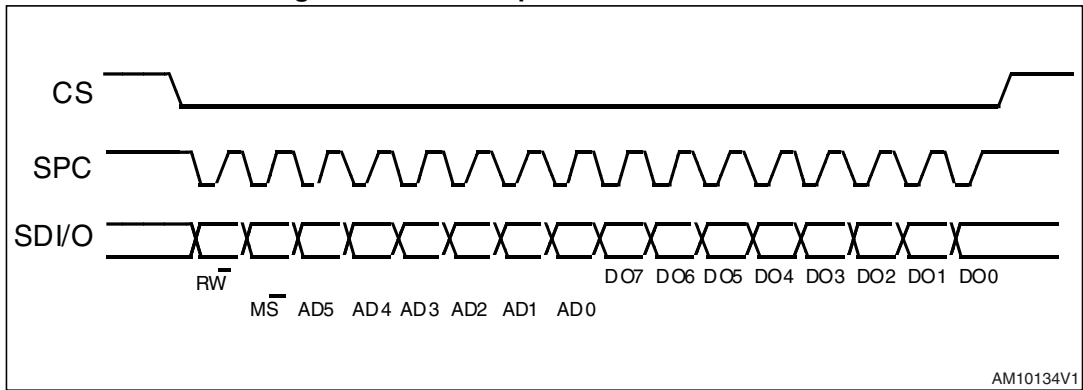 CS
SPC
SDI/O
RW
DO7 DO6 DO5 DO4 DO3 DO2 DO1 DO0
MS AD5 AD4 AD3 AD2 AD1 AD0
AM10134V1